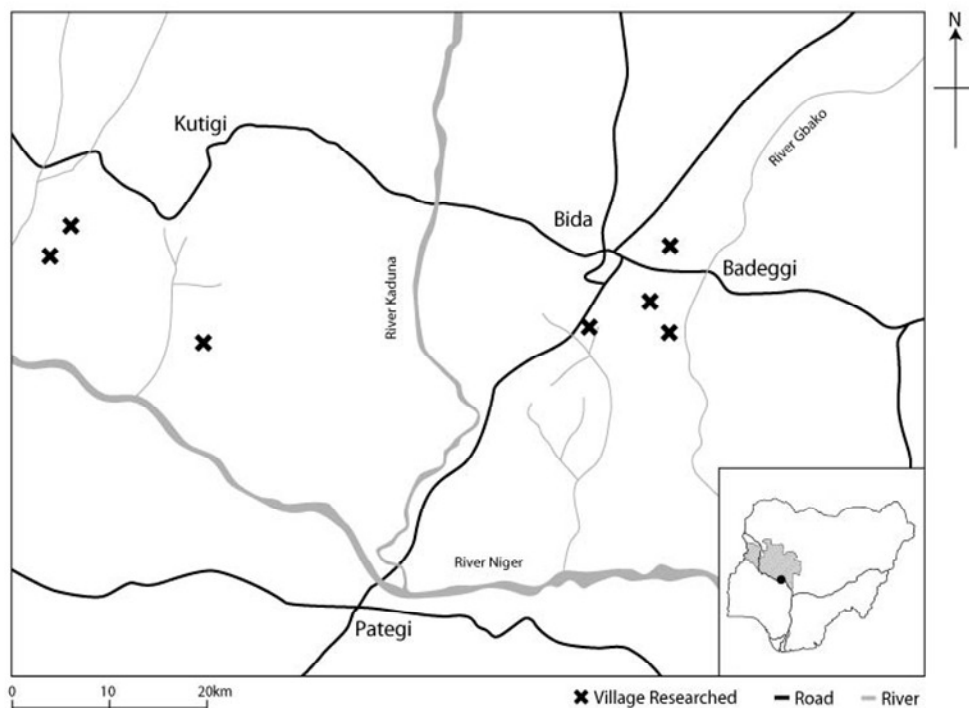 N
Kutigi
River Gbako
Bida
Badeggi
River Kaduna
River Niger
Pategi
0 10 20km
Village Researched Road River